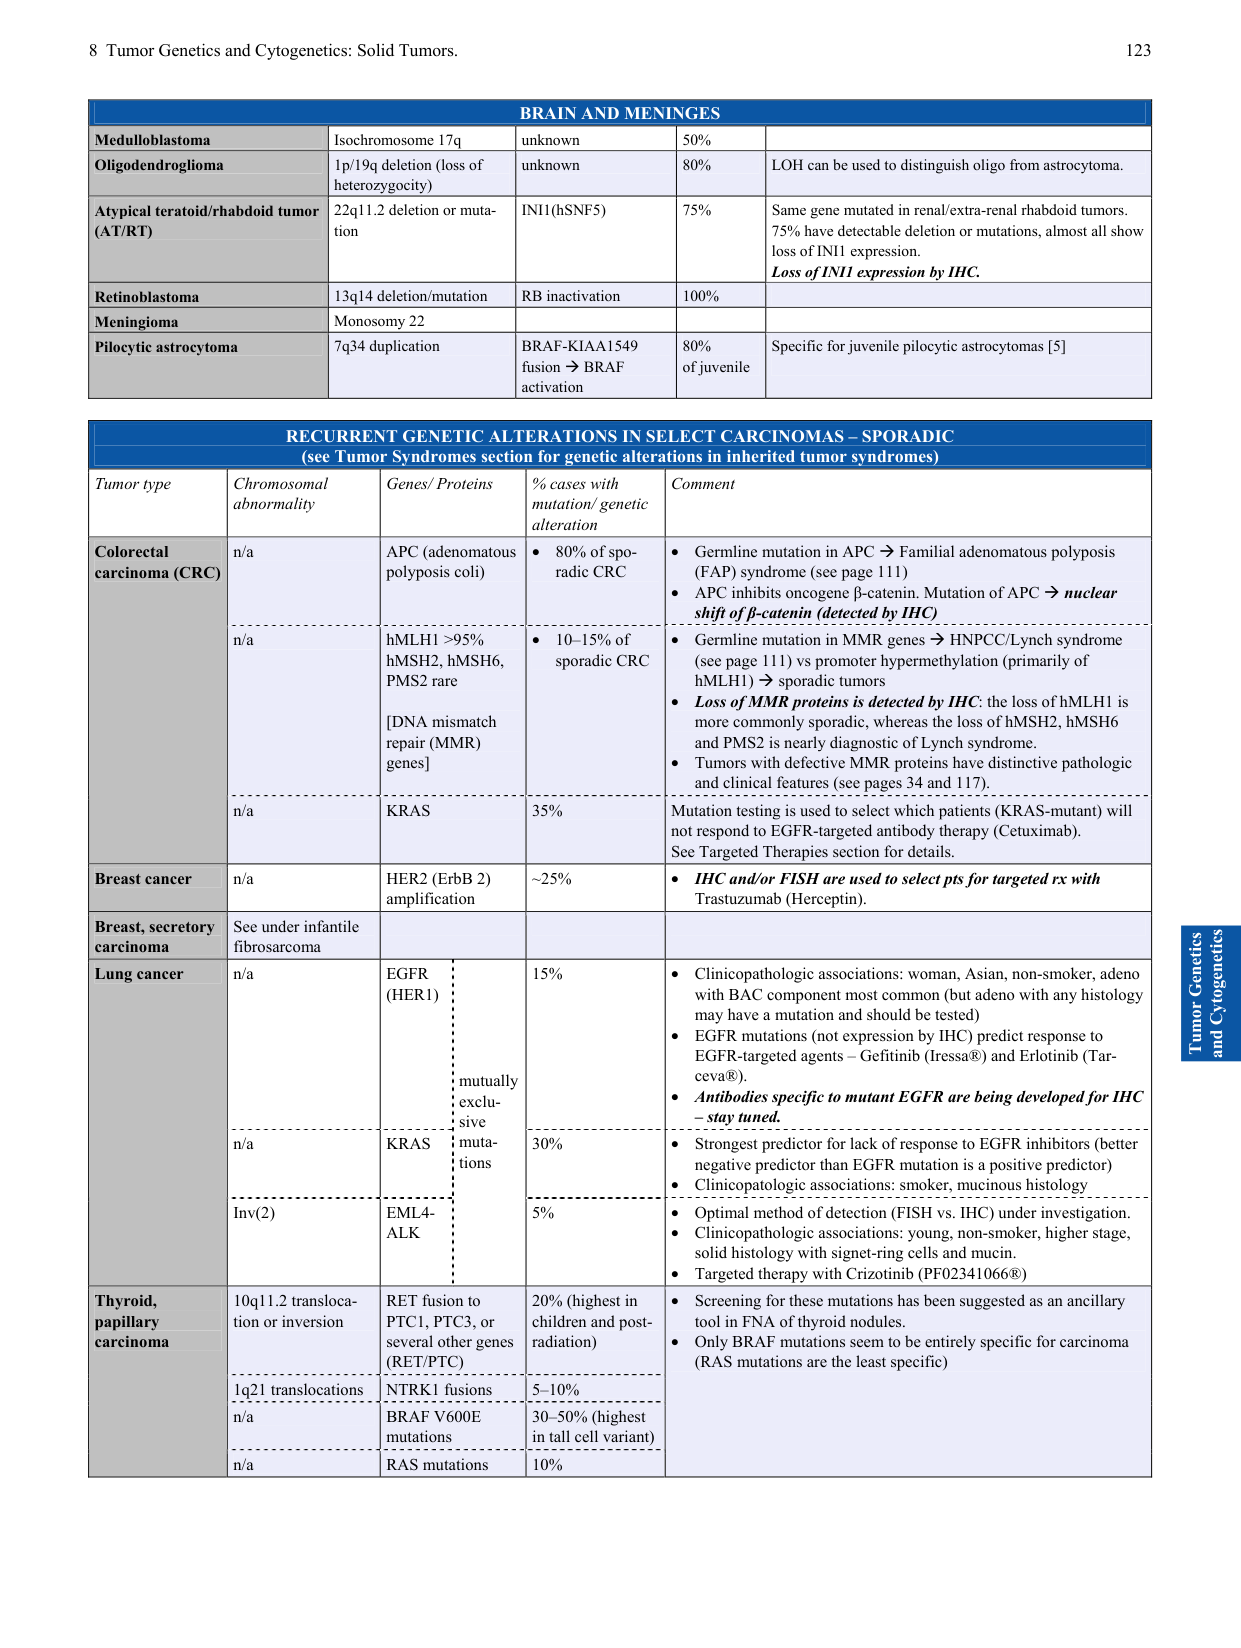 8 Tumor Genetics and Cytogenetics: Solid Tumors.
123
BRAIN AND MENINGES
Medulloblastoma
Isochromosome 17q
unknown
50%
Oligodendroglioma
1p/19q deletion (loss of
heterozygocity)
unknown
80%
LOH can be used to distinguish oligo from astrocytoma.
Atypical teratoid/rhabdoid tumor
(AT/RT)
22q11.2 deletion or muta-
tion
INI1(hSNF5)
75%
Same gene mutated in renal/extra-renal rhabdoid tumors.
75% have detectable deletion or mutations, almost all show
loss of INI1 expression.
Loss of INI1 expression by IHC.
Retinoblastoma
13q14 deletion/mutation
RB inactivation
100%
Meningioma
Monosomy 22
Pilocytic astrocytoma
7q34 duplication
BRAF-KIAA1549
fusion → BRAF
activation
80%
of juvenile
Specific for juvenile pilocytic astrocytomas [5]
RECURRENT GENETIC ALTERATIONS IN SELECT CARCINOMAS – SPORADIC
(see Tumor Syndromes section for genetic alterations in inherited tumor syndromes)
Tumor type
Chromosomal
abnormality
Genes/ Proteins
% cases with
mutation/ genetic
alteration
Comment
Colorectal
carcinoma (CRC)
n/a
APC (adenomatous
polyposis coli)
• 80% of spo-
radic CRC
• Germline mutation in APC → Familial adenomatous polyposis
(FAP) syndrome (see page 111)
• APC inhibits oncogene β-catenin. Mutation of APC → nuclear
shift of β-catenin (detected by IHC)
n/a
hMLH1 >95%
hMSH2, hMSH6,
PMS2 rare
[DNA mismatch
repair (MMR)
genes]
• 10–15% of
sporadic CRC
• Germline mutation in MMR genes → HNPCC/Lynch syndrome
(see page 111) vs promoter hypermethylation (primarily of
hMLH1) → sporadic tumors
• Loss of MMR proteins is detected by IHC: the loss of hMLH1 is
more commonly sporadic, whereas the loss of hMSH2, hMSH6
and PMS2 is nearly diagnostic of Lynch syndrome.
• Tumors with defective MMR proteins have distinctive pathologic
and clinical features (see pages 34 and 117).
n/a
KRAS
35%
Mutation testing is used to select which patients (KRAS-mutant) will
not respond to EGFR-targeted antibody therapy (Cetuximab).
See Targeted Therapies section for details.
Breast cancer
n/a
HER2 (ErbB 2)
amplification
~25%
• IHC and/or FISH are used to select pts for targeted rx with
Trastuzumab (Herceptin).
Breast, secretory
carcinoma
See under infantile
fibrosarcoma
Lung cancer
n/a
EGFR
(HER1)
mutually
exclu-
sive
muta-
tions
15%
• Clinicopathologic associations: woman, Asian, non-smoker, adeno
with BAC component most common (but adeno with any histology
may have a mutation and should be tested)
• EGFR mutations (not expression by IHC) predict response to
EGFR-targeted agents – Gefitinib (Iressa®) and Erlotinib (Tar-
ceva®).
• Antibodies specific to mutant EGFR are being developed for IHC
– stay tuned.
n/a
KRAS
30%
• Strongest predictor for lack of response to EGFR inhibitors (better
negative predictor than EGFR mutation is a positive predictor)
• Clinicopatologic associations: smoker, mucinous histology
Inv(2)
EML4-
ALK
5%
• Optimal method of detection (FISH vs. IHC) under investigation.
• Clinicopathologic associations: young, non-smoker, higher stage,
solid histology with signet-ring cells and mucin.
• Targeted therapy with Crizotinib (PF02341066®)
Thyroid,
papillary
carcinoma
10q11.2 transloca-
tion or inversion
RET fusion to
PTC1, PTC3, or
several other genes
(RET/PTC)
20% (highest in
children and post-
radiation)
• Screening for these mutations has been suggested as an ancillary
tool in FNA of thyroid nodules.
• Only BRAF mutations seem to be entirely specific for carcinoma
(RAS mutations are the least specific)
1q21 translocations
NTRK1 fusions
5–10%
n/a
BRAF V600E
mutations
30–50% (highest
in tall cell variant)
n/a
RAS mutations
10%
Tumor Genetics
and Cytogenetics